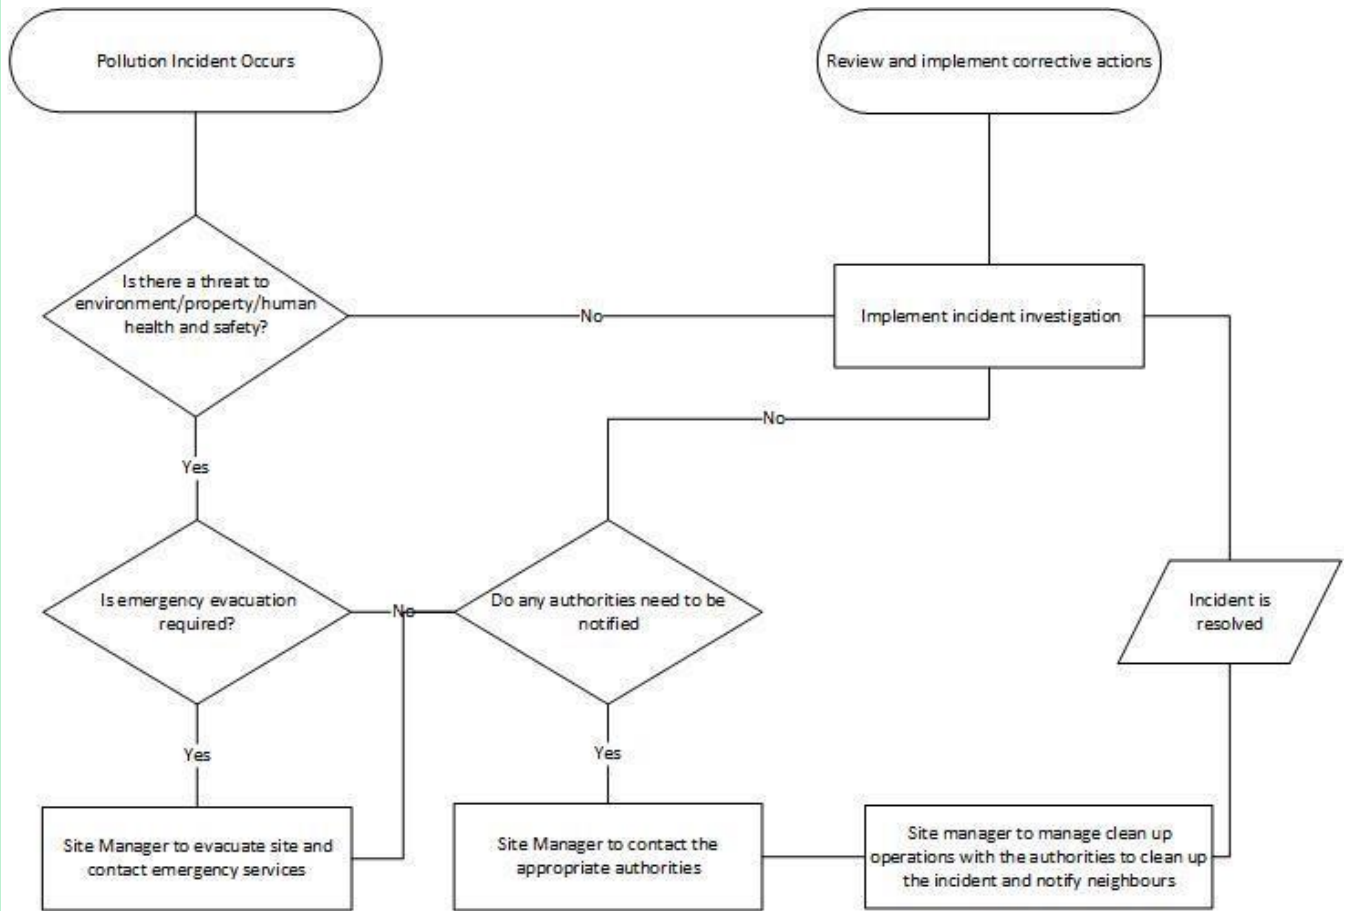 Pollution Incident Occurs
Review and implement corrective actions
Is there a threat to
environment/property/human
health and safety?
No
Implement incident investigation
No
Yes
Is emergency evacuation
required?
No
Do any authorities need to be
notified
Incident is
resolved
Yes
Yes
Site Manager to evacuate site and
contact emergency services
Site Manager to contact the
appropriate authorities
Site manager to manage clean up
operations with the authorities to clean up
the incident and notify neighbours